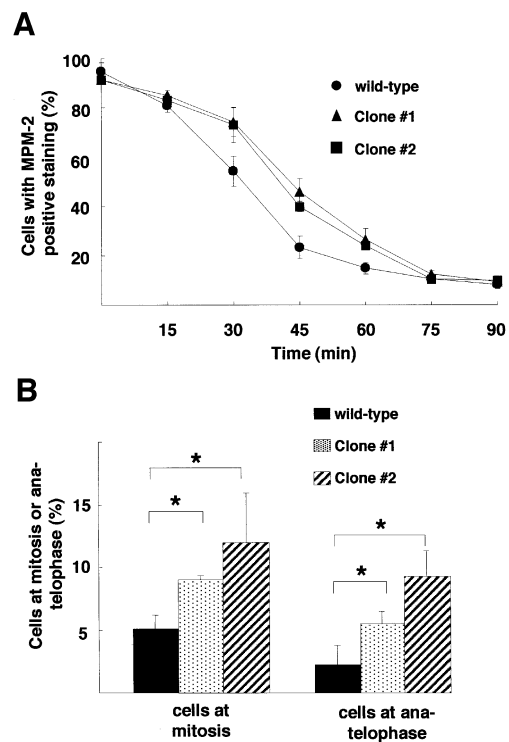 A
Cells with MPM-2
positive staining (%)
100
80
60
40
20
wild-type
Clone #1
Clone #2
15 30 45 60 75 90
Time (min)
B
Cells at mitosis or ana-
telophase (%)
15
10
5
wild-type
Clone #1
Clone #2
*
*
*
*
cells at
mitosis
cells at ana-
telophase